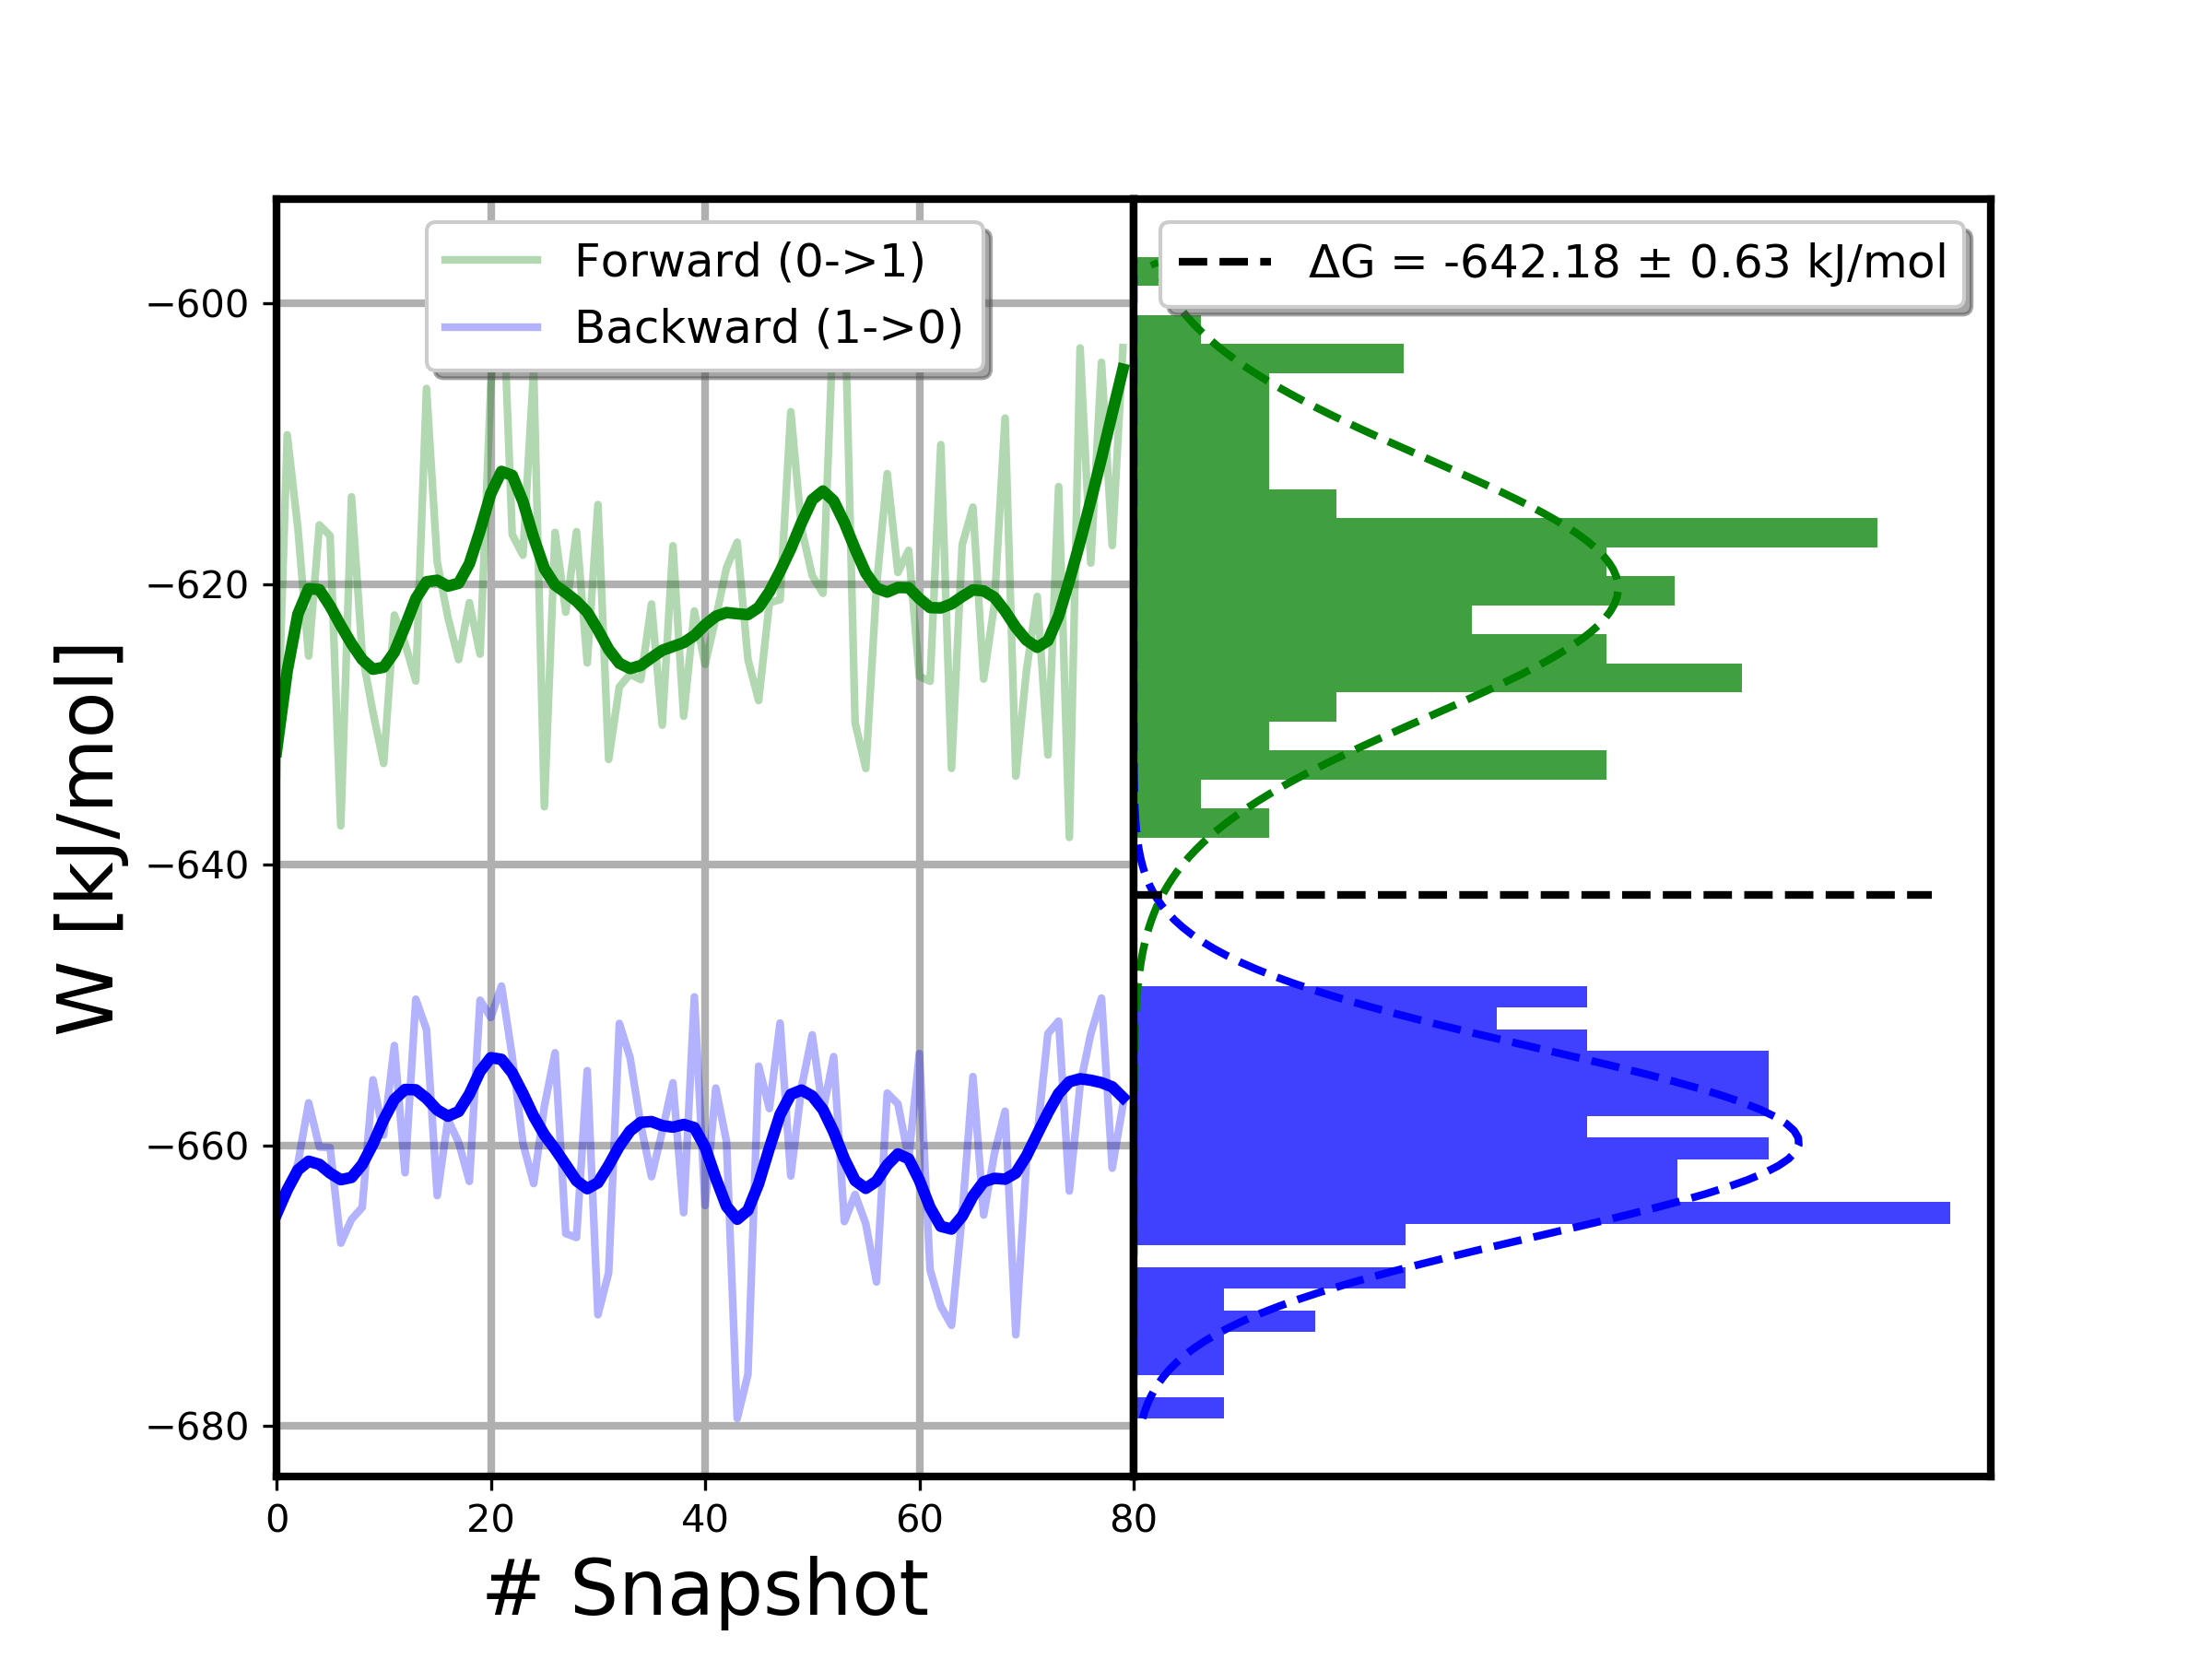 Forward (0->1)
Backward (1->0)
ΔG = -642.18 ± 0.63 kJ/mol
−600
−620
−640
−660
−680
W [kJ/mol]
0 20 40 60 80
# Snapshot